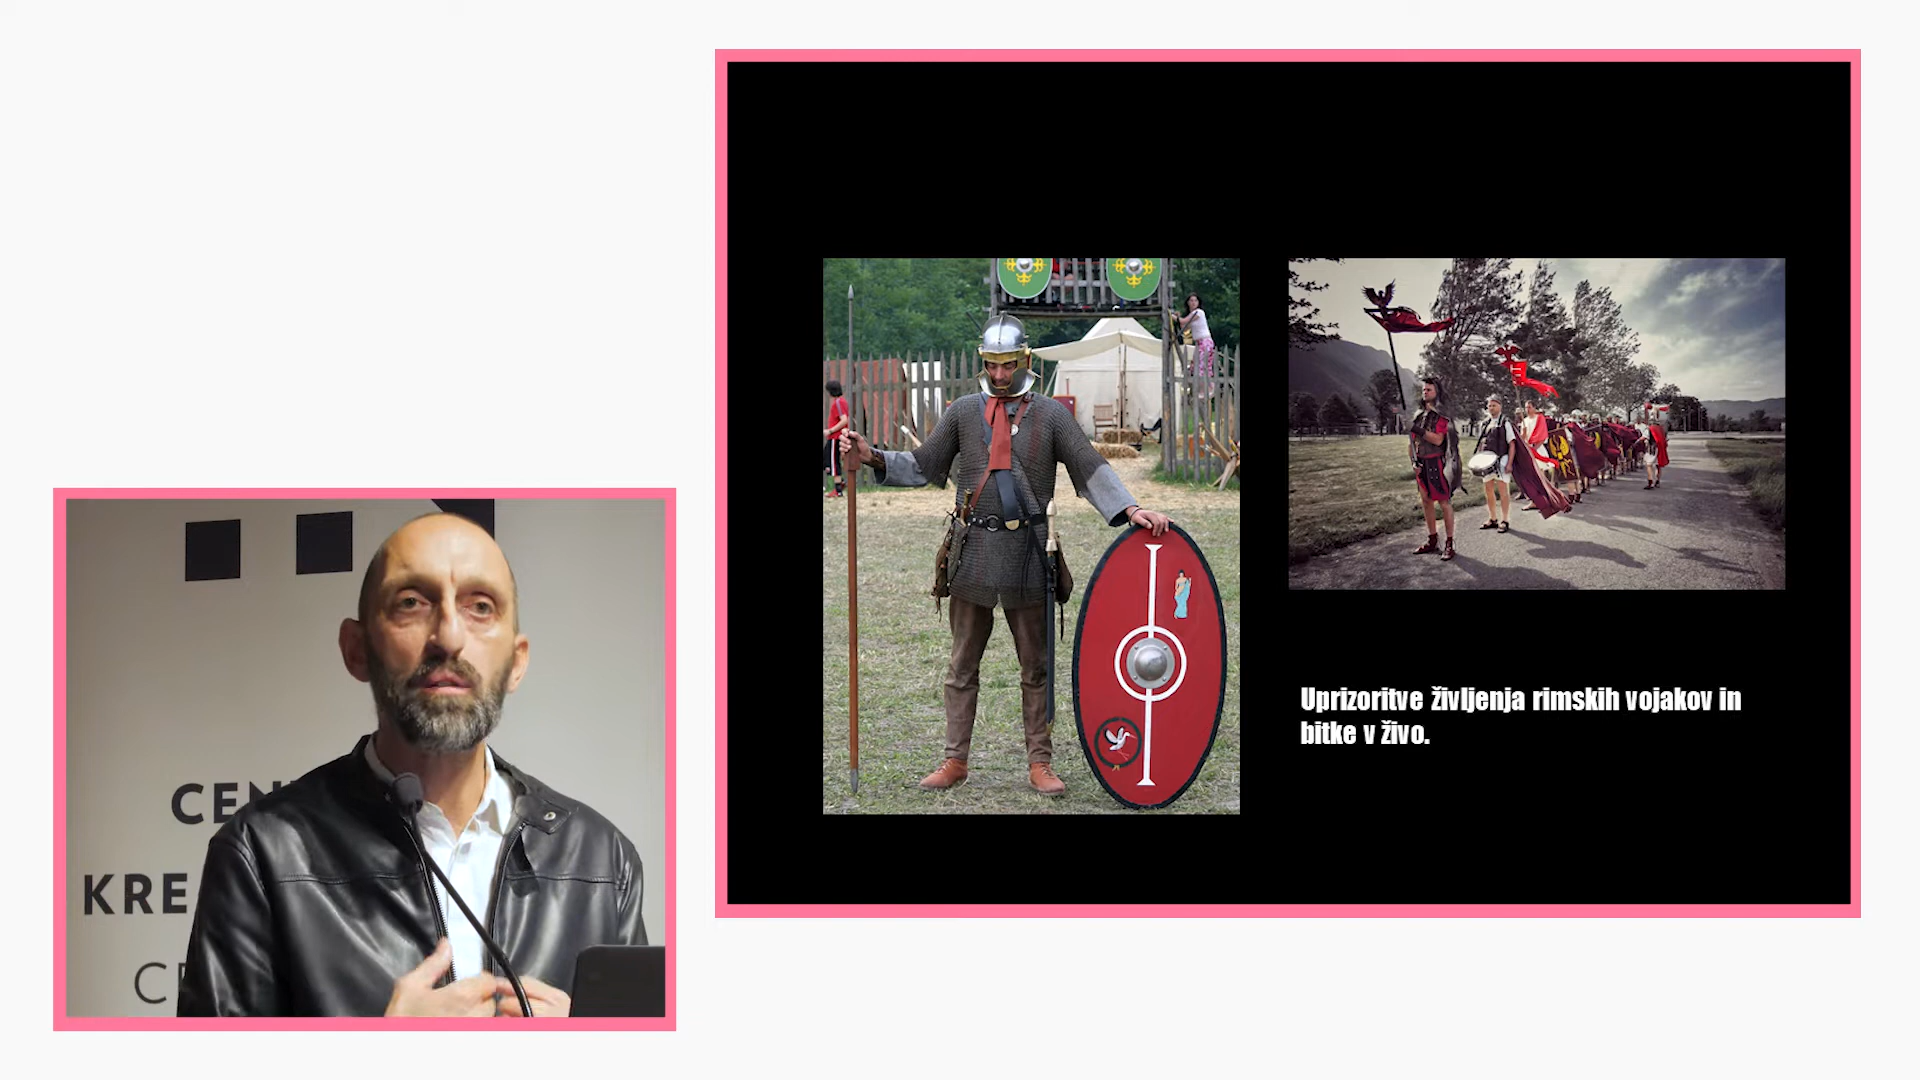 Uprizoritve življenja rimskih vojakov in
bitke v živo.
CEN
KRE
C